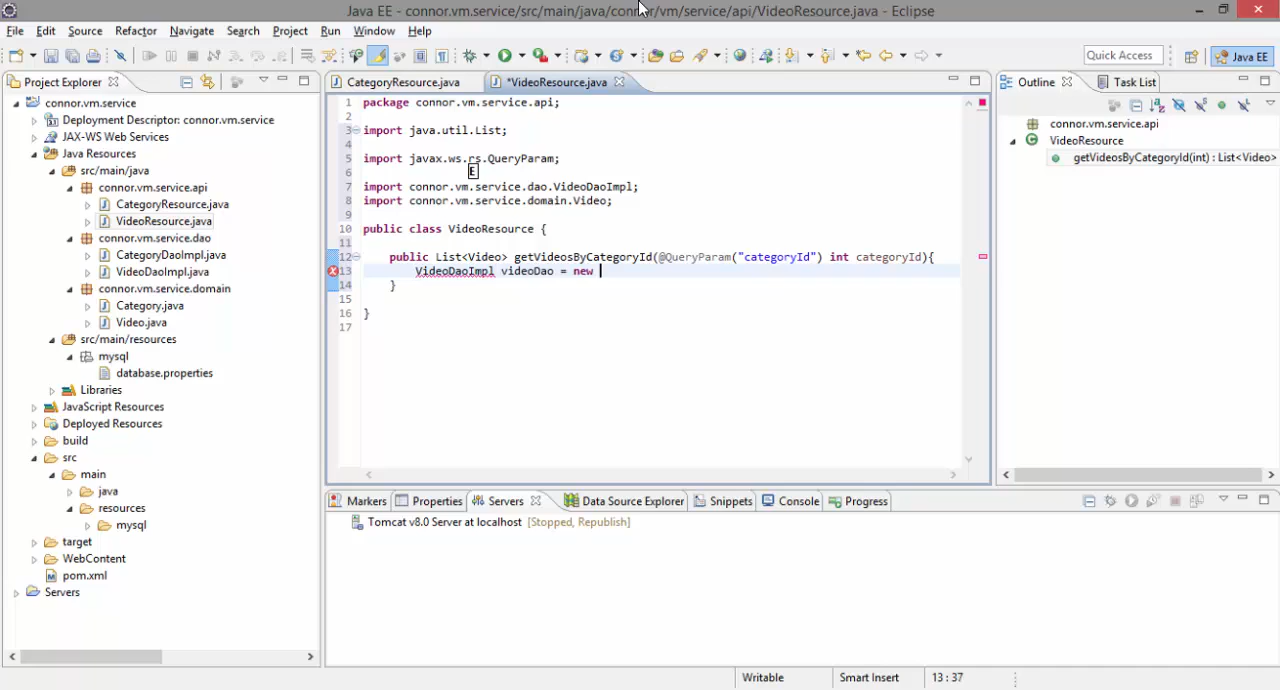 Java EE - connor.vm.service/src/main/java/connor/vm/service/api/VideoResource.java - Eclipse
File Edit Source Refactor Navigate Search Project Run Window Help
Quick Access
Java EE
Project Explorer
connor.vm.service
Deployment Descriptor: connor.vm.service
JAX-WS Web Services
Java Resources
src/main/java
connor.vm.service.api
CategoryResource.java
VideoResource.java
connor.vm.service.dao
CategoryDaoImpl.java
VideoDaoImpl.java
connor.vm.service.domain
Category.java
Video.java
src/main/resources
mysql
database.properties
Libraries
JavaScript Resources
Deployed Resources
build
src
main
java
resources
mysql
target
WebContent
pom.xml
Servers
CategoryResource.java *VideoResource.java
1 package connor.vm.service.api;
2
3 import java.util.List;
4
5 import javax.ws.rs.QueryParam;
6 E
7 import connor.vm.service.dao.VideoDaoImpl;
8 import connor.vm.service.domain.Video;
9
10 public class VideoResource {
11
12 public List<Video> getVideosByCategoryId(@QueryParam("categoryId") int categoryId){
13 VideoDaoImpl videoDao = new
14 }
15
16 }
17
Outline Task List
connor.vm.service.api
VideoResource
getVideosByCategoryId(int) : List<Video>
Markers Properties Servers Data Source Explorer Snippets Console Progress
Tomcat v8.0 Server at localhost [Stopped, Republish]
Writable Smart Insert 13 : 37